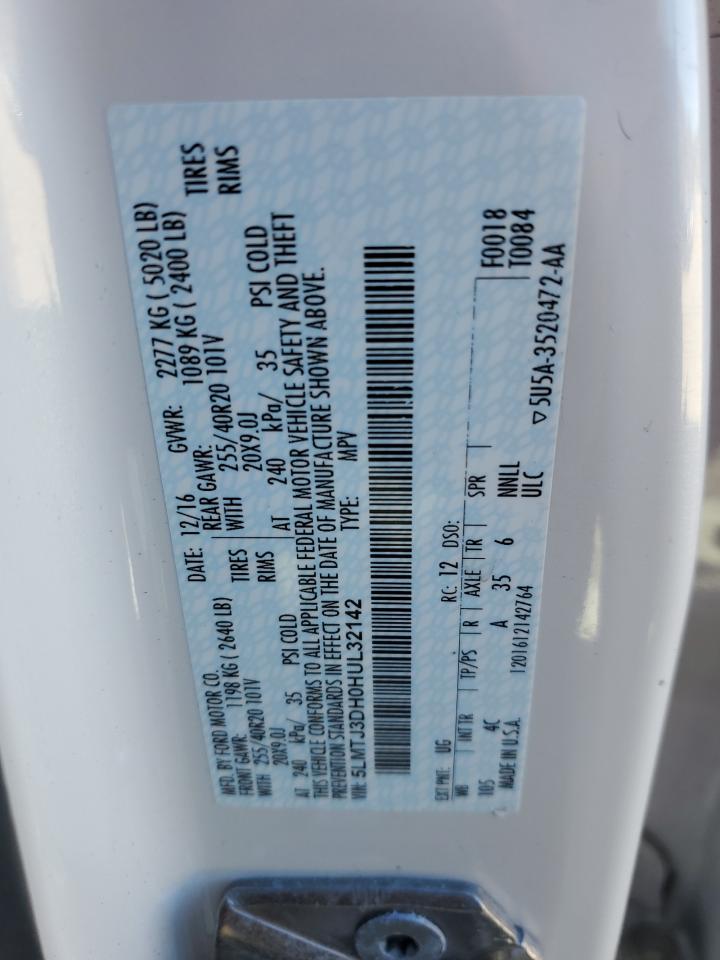 MFD. BY FORD MOTOR CO.
DATE: 12/16 GVWR: 2277 KG ( 5020 LB)
FRONT GAWR: 1198 KG ( 2640 LB) REAR GAWR: 1089 KG ( 2400 LB)
WITH 255/40R20 101V TIRES WITH 255/40R20 101V TIRES
20X9.0J RIMS 20X9.0J RIMS
AT 240 kPa/ 35 PSI COLD AT 240 kPa/ 35 PSI COLD
THIS VEHICLE CONFORMS TO ALL APPLICABLE FEDERAL MOTOR VEHICLE SAFETY AND THEFT
PREVENTION STANDARDS IN EFFECT ON THE DATE OF MANUFACTURE SHOWN ABOVE.
VIN: 5LMTJ3DH0HUL32142 TYPE: MPV
EXT PNT: UG RC: 12 DSO: F0018
WB INT TR TP/PS R AXLE TR SPR T0084
105 4C A 35 6 NNLL
MADE IN U.S.A. 1201612142764 ULC ▽5U5A-3520472-AA